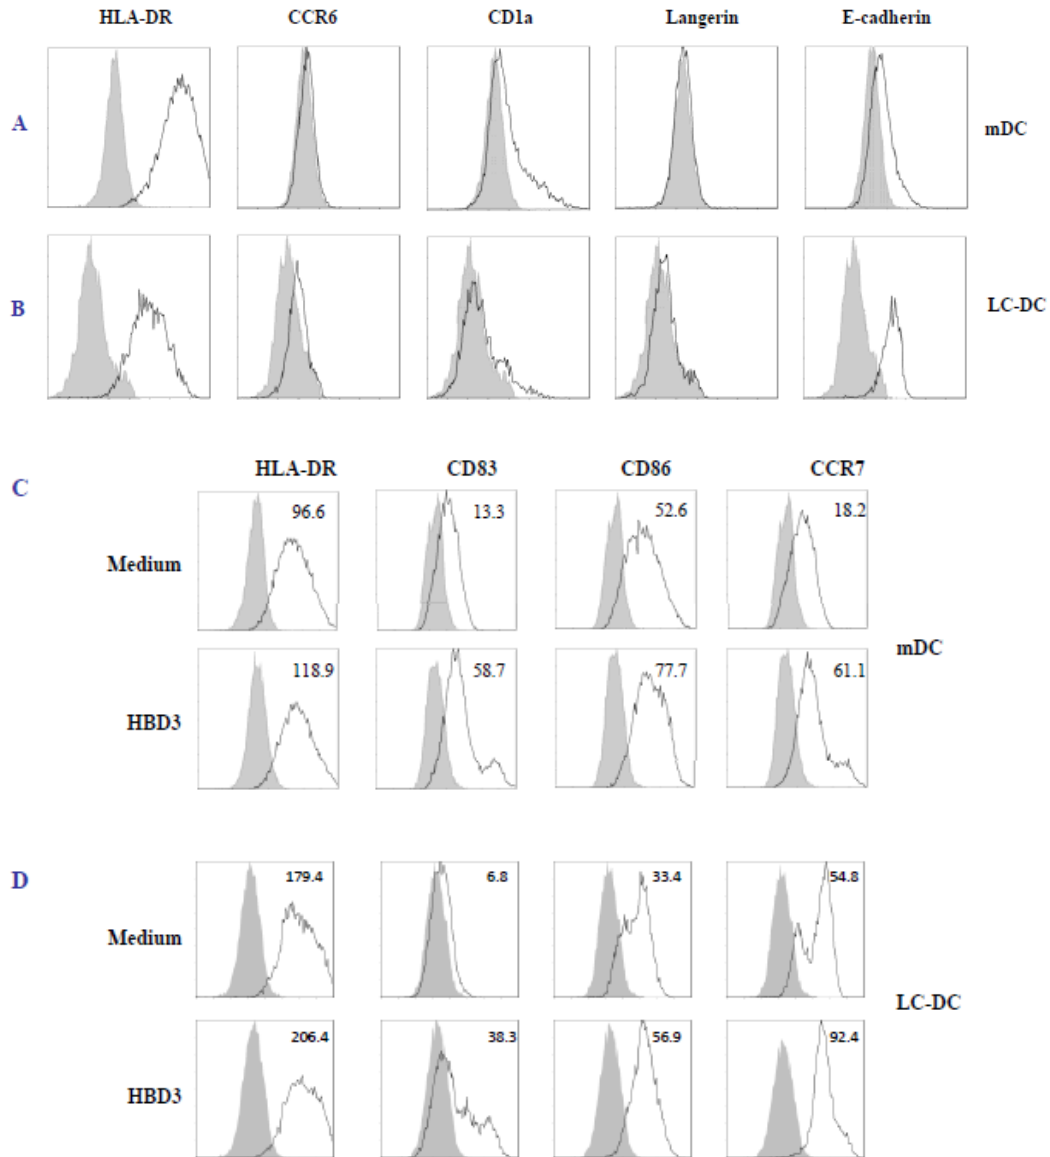 HLA-DR CCR6 CD1a Langerin E-cadherin
A mDC
B LC-DC
C HLA-DR CD83 CD86 CCR7
Medium 96.6 13.3 52.6 18.2
mDC
HBD3 118.9 58.7 77.7 61.1
D Medium 179.4 6.8 33.4 54.8
LC-DC
HBD3 206.4 38.3 56.9 92.4